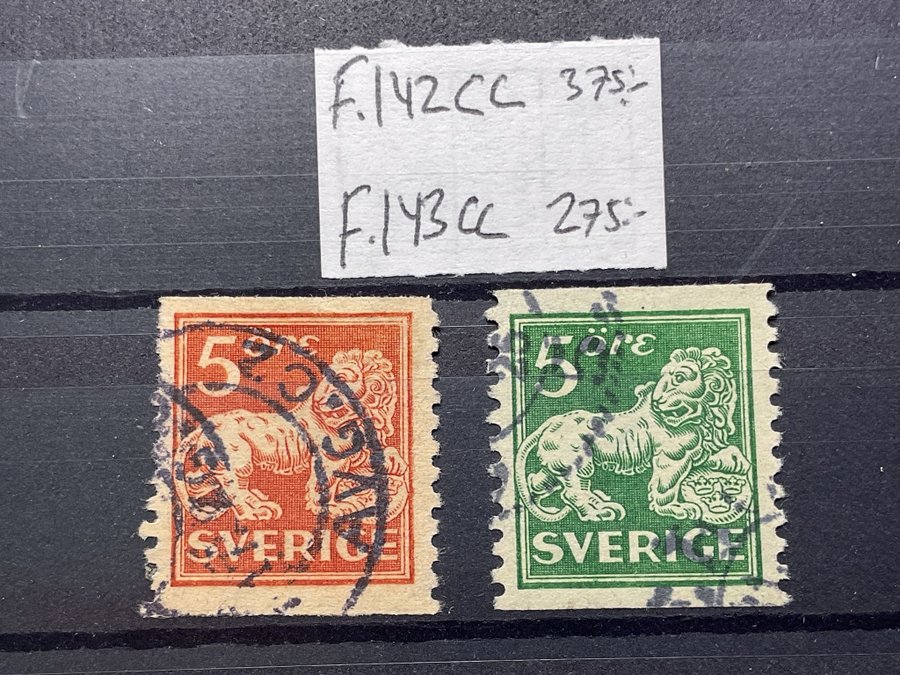 F.142cc 375:-
F.143cc 275:-
5 öre
SVERIGE
5 öre
SVERIGE